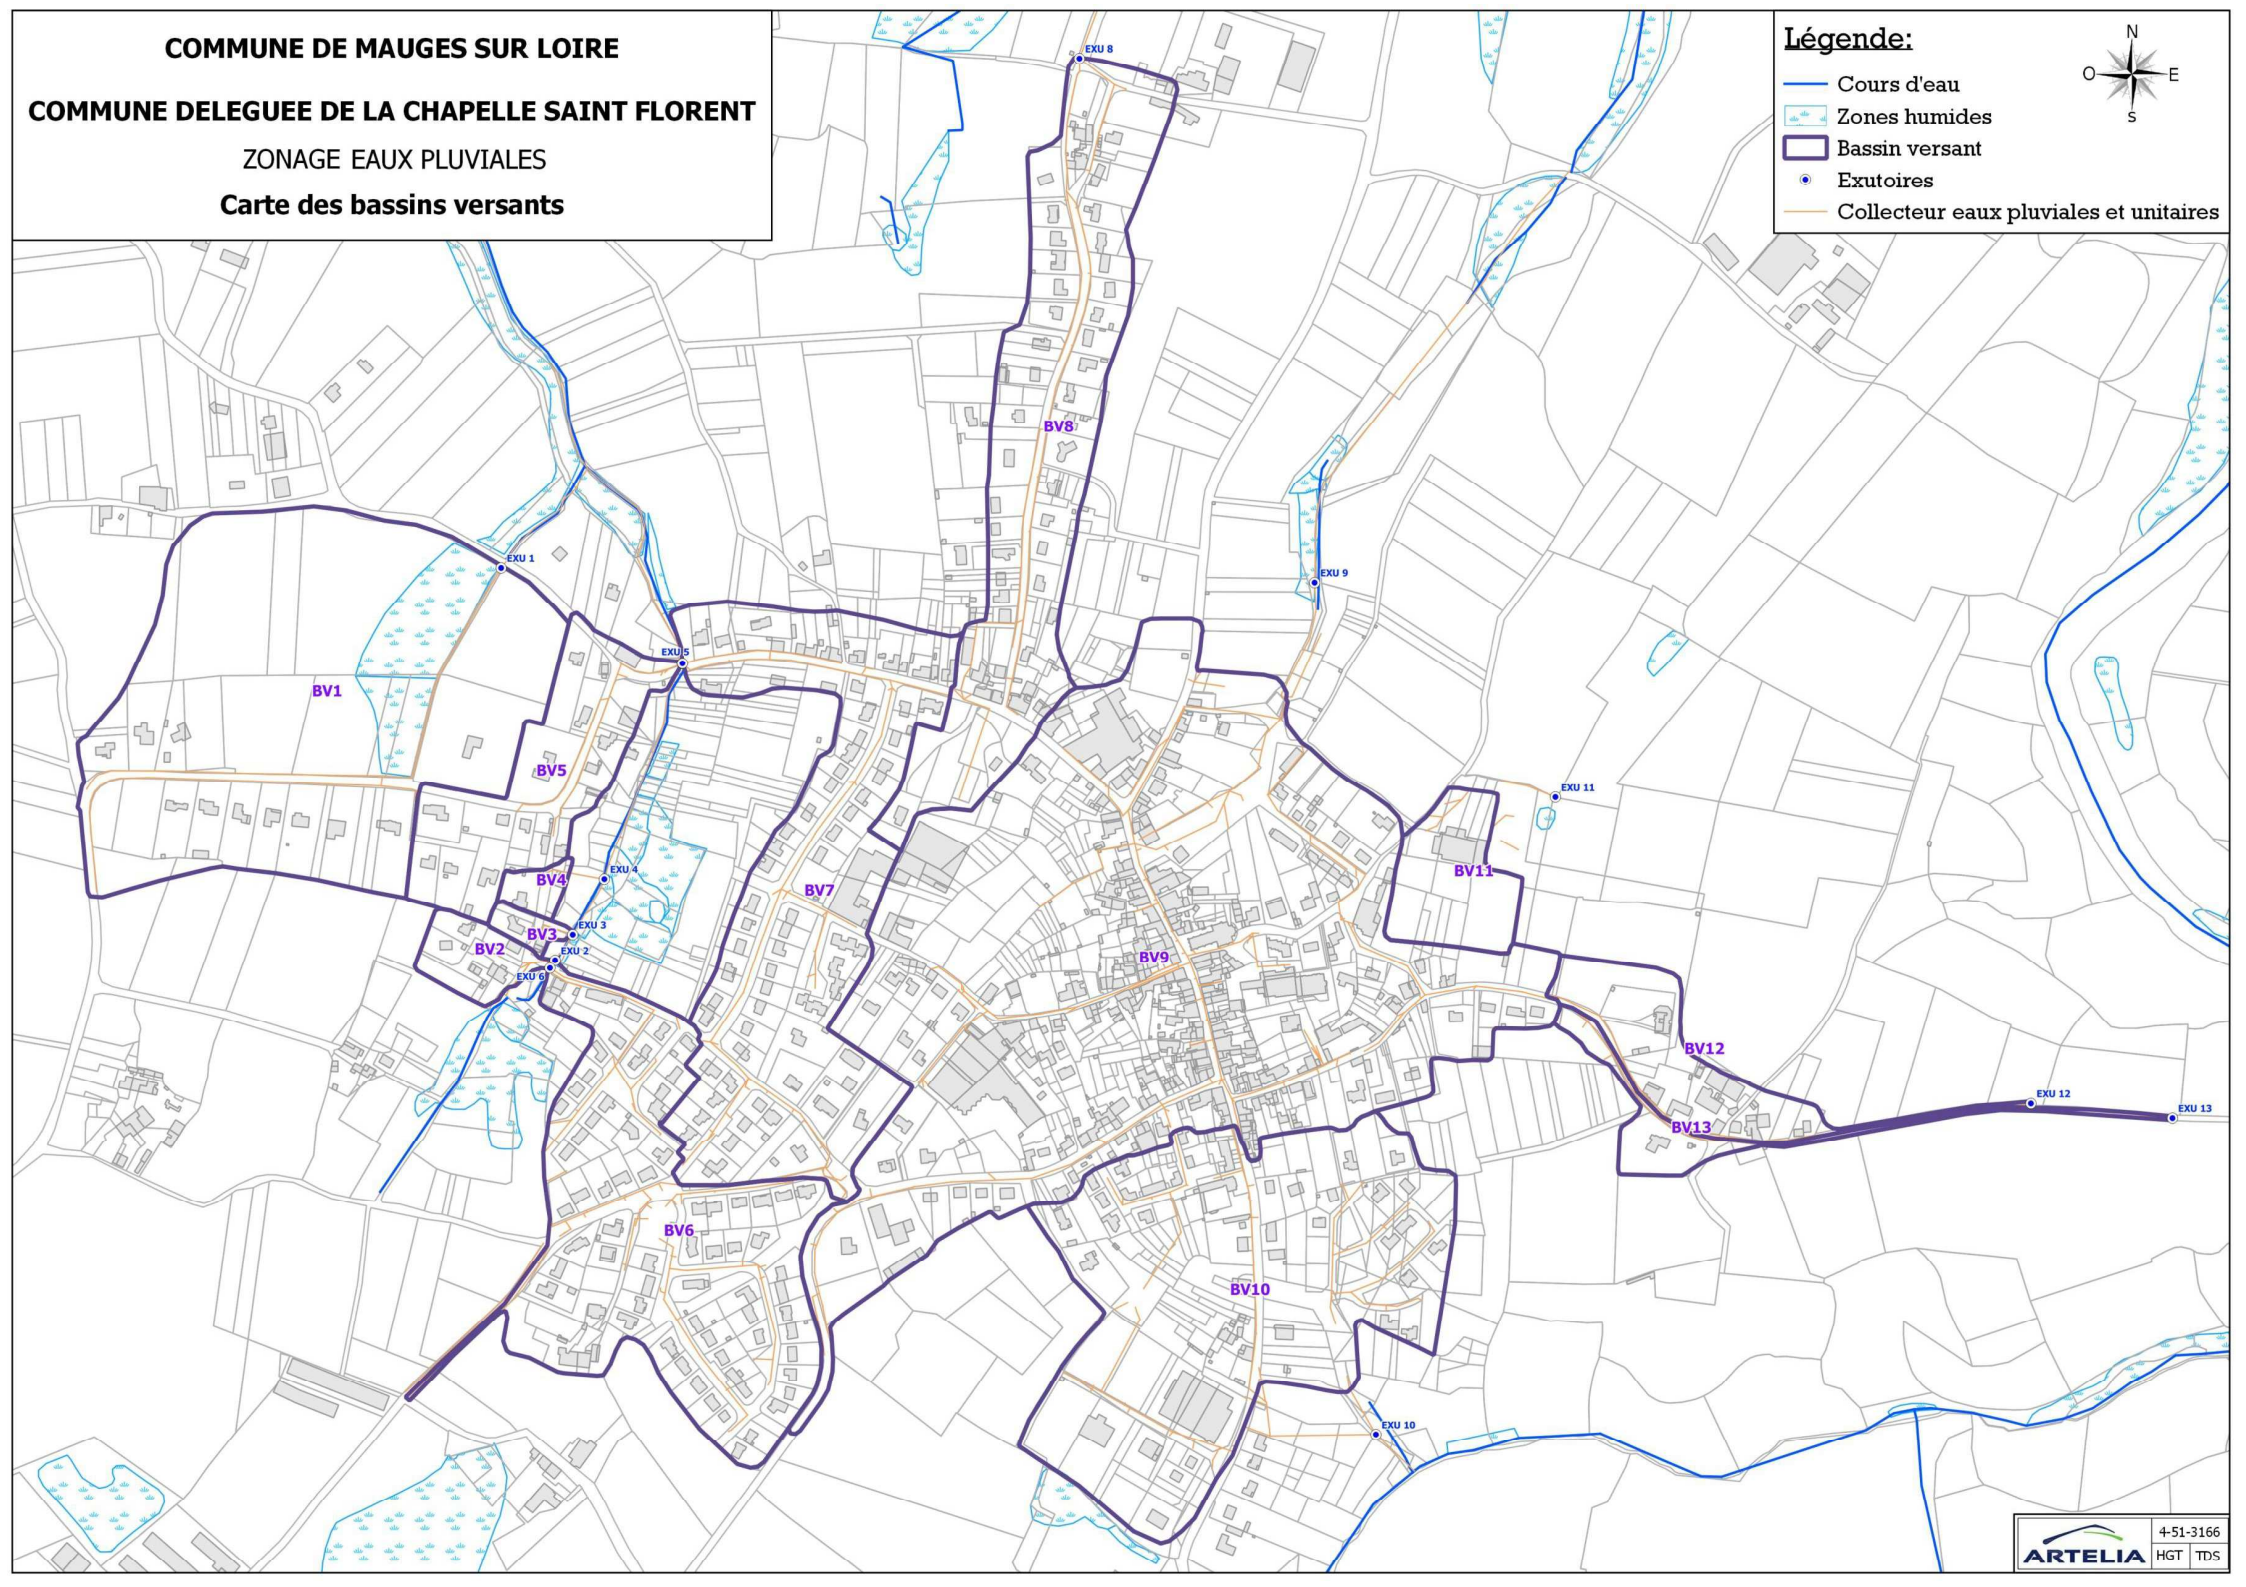 COMMUNE DE MAUGES SUR LOIRE
COMMUNE DELEGUEE DE LA CHAPELLE SAINT FLORENT
ZONAGE EAUX PLUVIALES
Carte des bassins versants
Légende:
Cours d'eau
Zones humides
Bassin versant
Exutoires
Collecteur eaux pluviales et unitaires
N
O
E
S
EXU 8
BV8
EXU 1
EXU 9
EXU 5
BV1
BV5
EXU 11
BV4
EXU 4
BV7
BV11
BV3
EXU 3
BV2
EXU 2
EXU 6
BV9
BV12
EXU 12
EXU 13
BV13
BV6
BV10
EXU 10
ARTELIA
4-51-3166
HGT
TDS